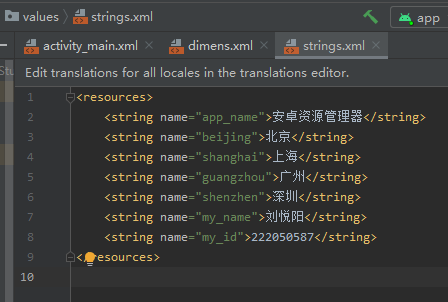 values strings.xml app
activity_main.xml dimens.xml strings.xml
Edit translations for all locales in the translations editor.
1 <resources>
2 <string name="app_name">安卓资源管理器</string>
3 <string name="beijing">北京</string>
4 <string name="shanghai">上海</string>
5 <string name="guangzhou">广州</string>
6 <string name="shenzhen">深圳</string>
7 <string name="my_name">刘悦阳</string>
8 <string name="my_id">222050587</string>
9 </resources>
10